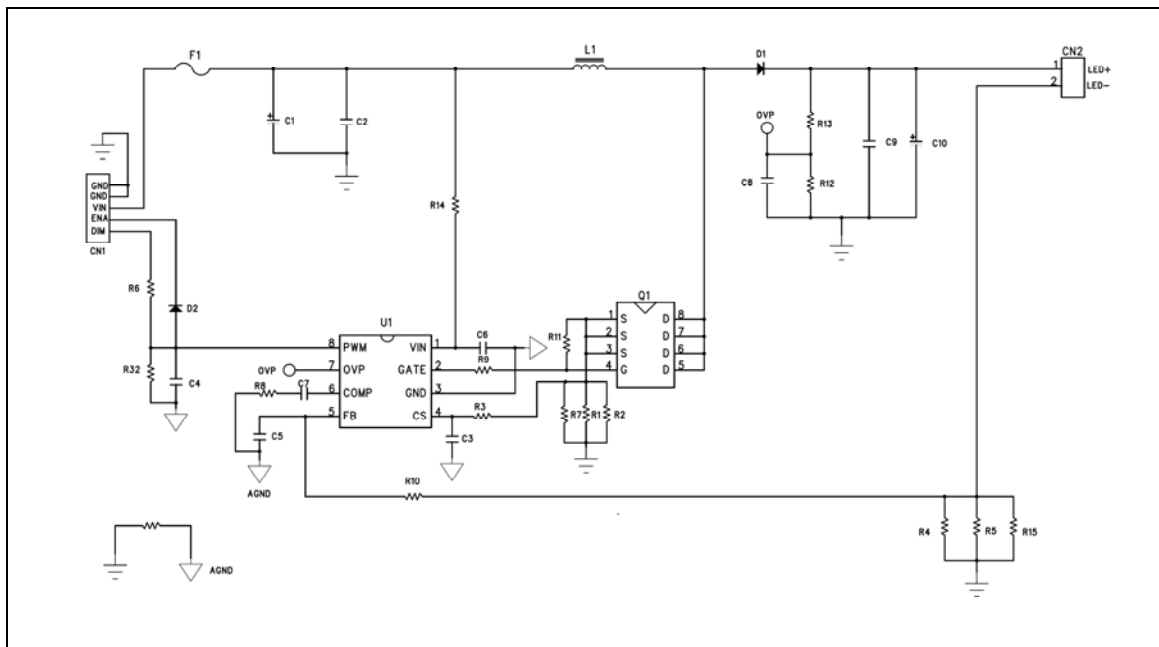 F1
L1
D1
CN2
1 LED+
2 LED-
C1
C2
OVP
R13
C9
C10
C8
R12
GND
GND
VIN
ENA
DIM
CN1
R14
R6
D2
Q1
U1
C6
R11
1 S D 8
2 S D 7
3 S D 6
4 G D 5
8 PWM VIN 1
7 OVP GATE 2
6 COMP GND 3
5 FB CS 4
R9
OVP
R32
C4
R8
C7
R3
R7
R1
R2
C5
C3
AGND
R10
R4
R5
R15
AGND